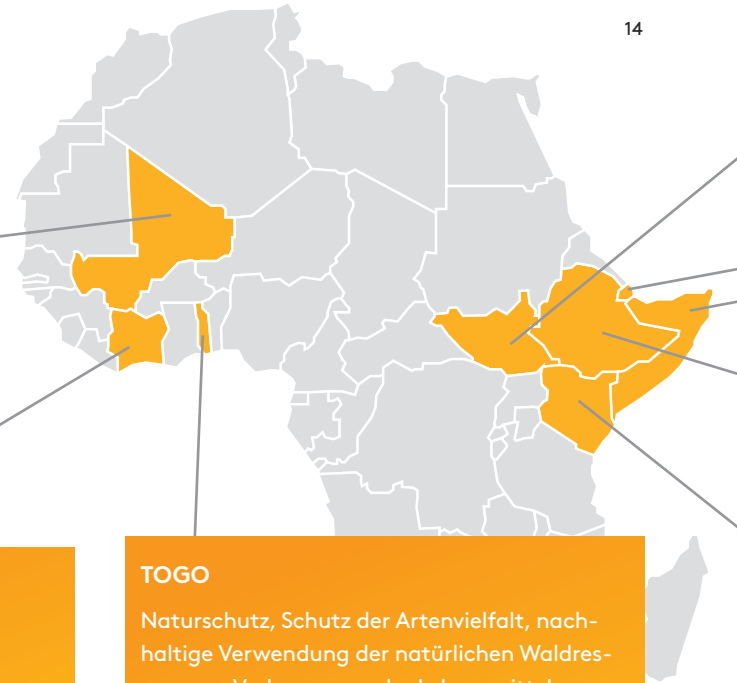 14
TOGO
Naturschutz, Schutz der Artenvielfalt, nach-
haltige Verwendung der natürlichen Waldres-